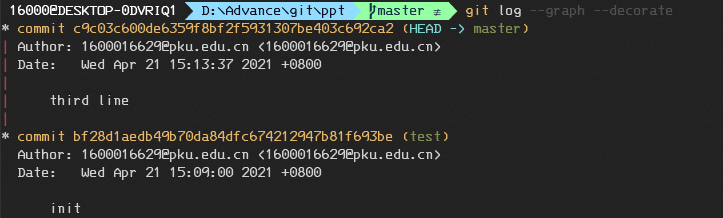 16000@DESKTOP-0DVRIQ1 D:\Advance\git\ppt master ≢ git log --graph --decorate
* commit c9c03c600de6359f8bf2f5931307be403c692ca2 (HEAD -> master)
| Author: 1600016629@pku.edu.cn <1600016629@pku.edu.cn>
| Date:   Wed Apr 21 15:13:37 2021 +0800
|
|     third line
|
* commit bf28d1aedb49b70da84dfc674212947b81f693be (test)
  Author: 1600016629@pku.edu.cn <1600016629@pku.edu.cn>
  Date:   Wed Apr 21 15:09:00 2021 +0800
      init